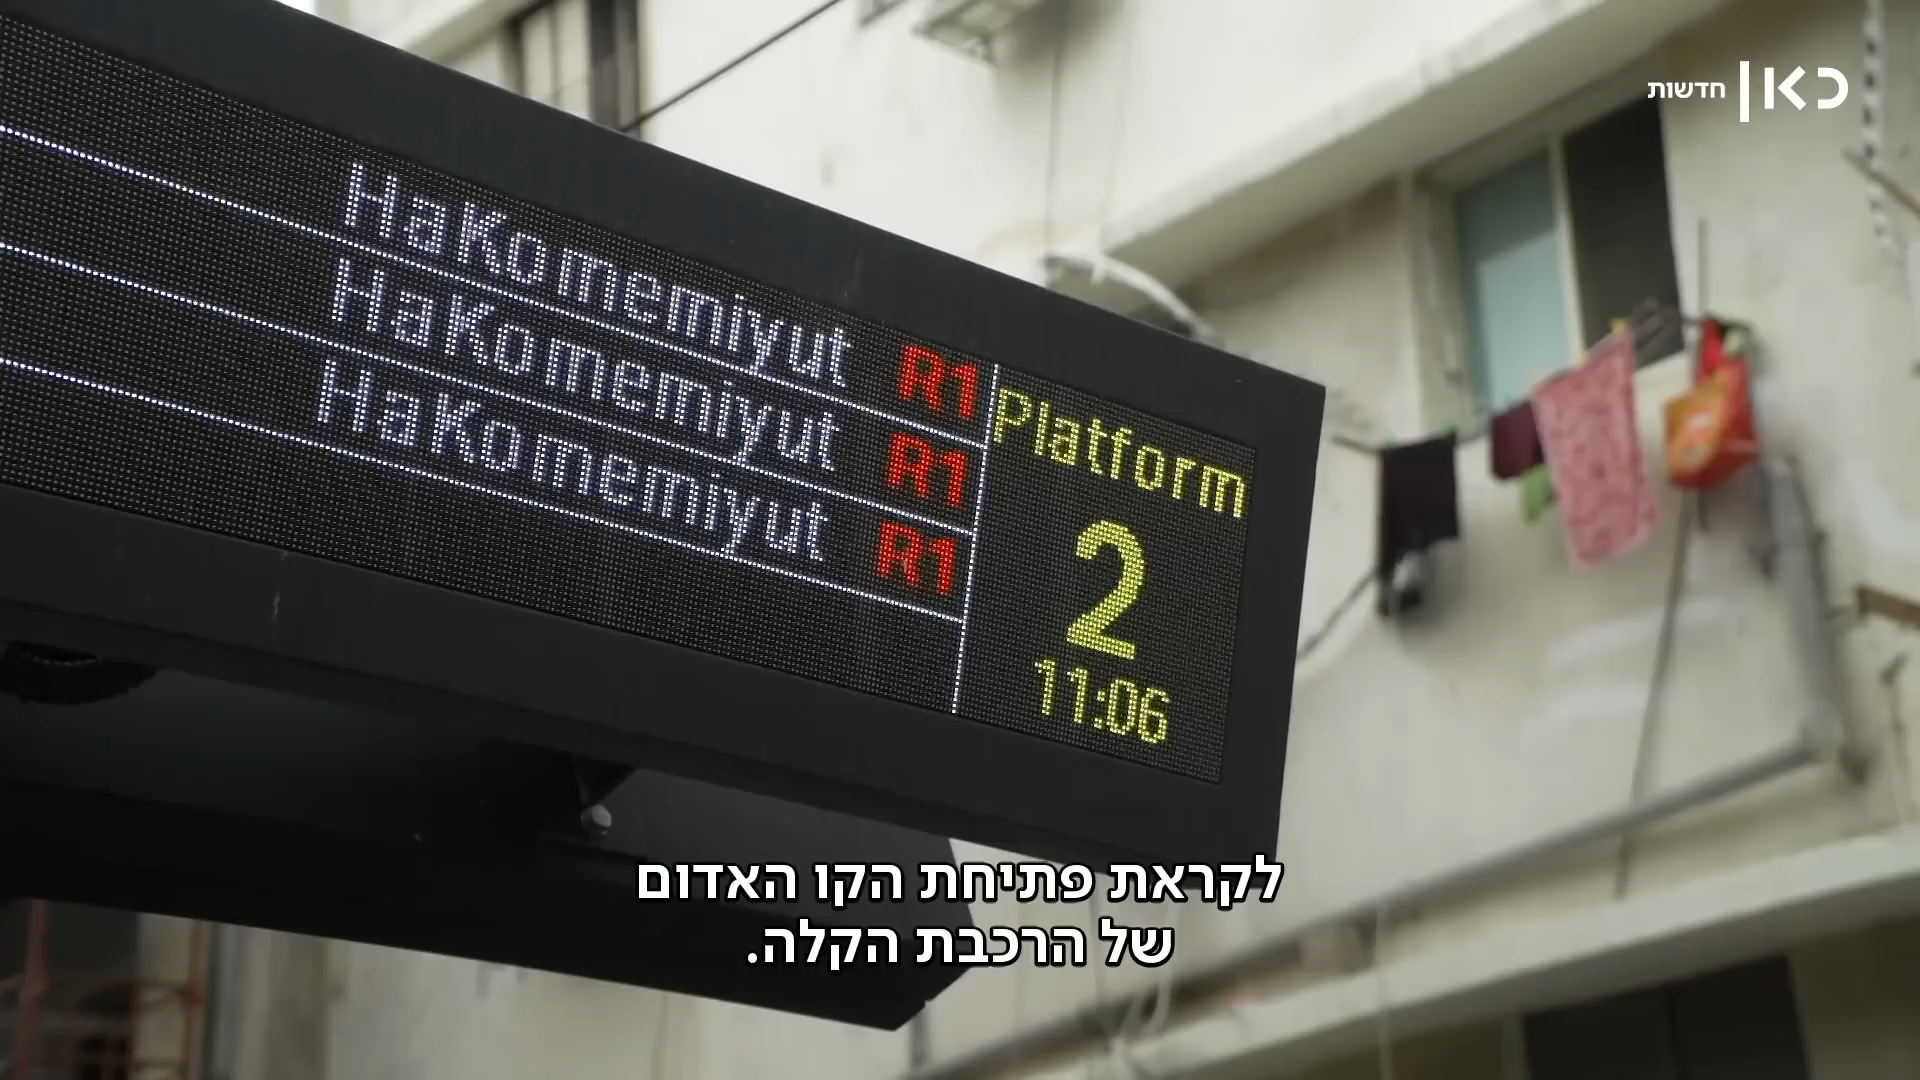 כאן חדשות
HaKomemiyut R1
HaKomemiyut R1
HaKomemiyut R1
Platform
2
11:06
לקראת פתיחת הקו האדום
של הרכבת הקלה.